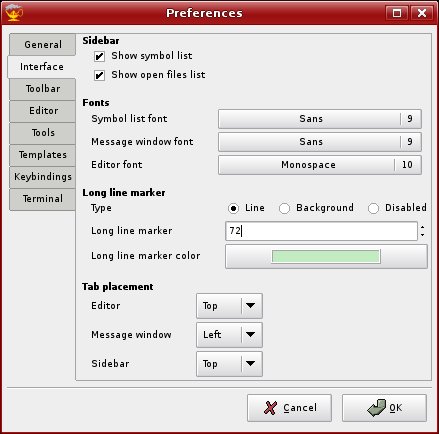 Preferences
General
Interface
Toolbar
Editor
Tools
Templates
Keybindings
Terminal
Sidebar
Show symbol list
Show open files list
Fonts
Symbol list font Sans 9
Message window font Sans 9
Editor font Monospace 10
Long line marker
Type Line Background Disabled
Long line marker 72
Long line marker color
Tab placement
Editor Top
Message window Left
Sidebar Top
Cancel OK